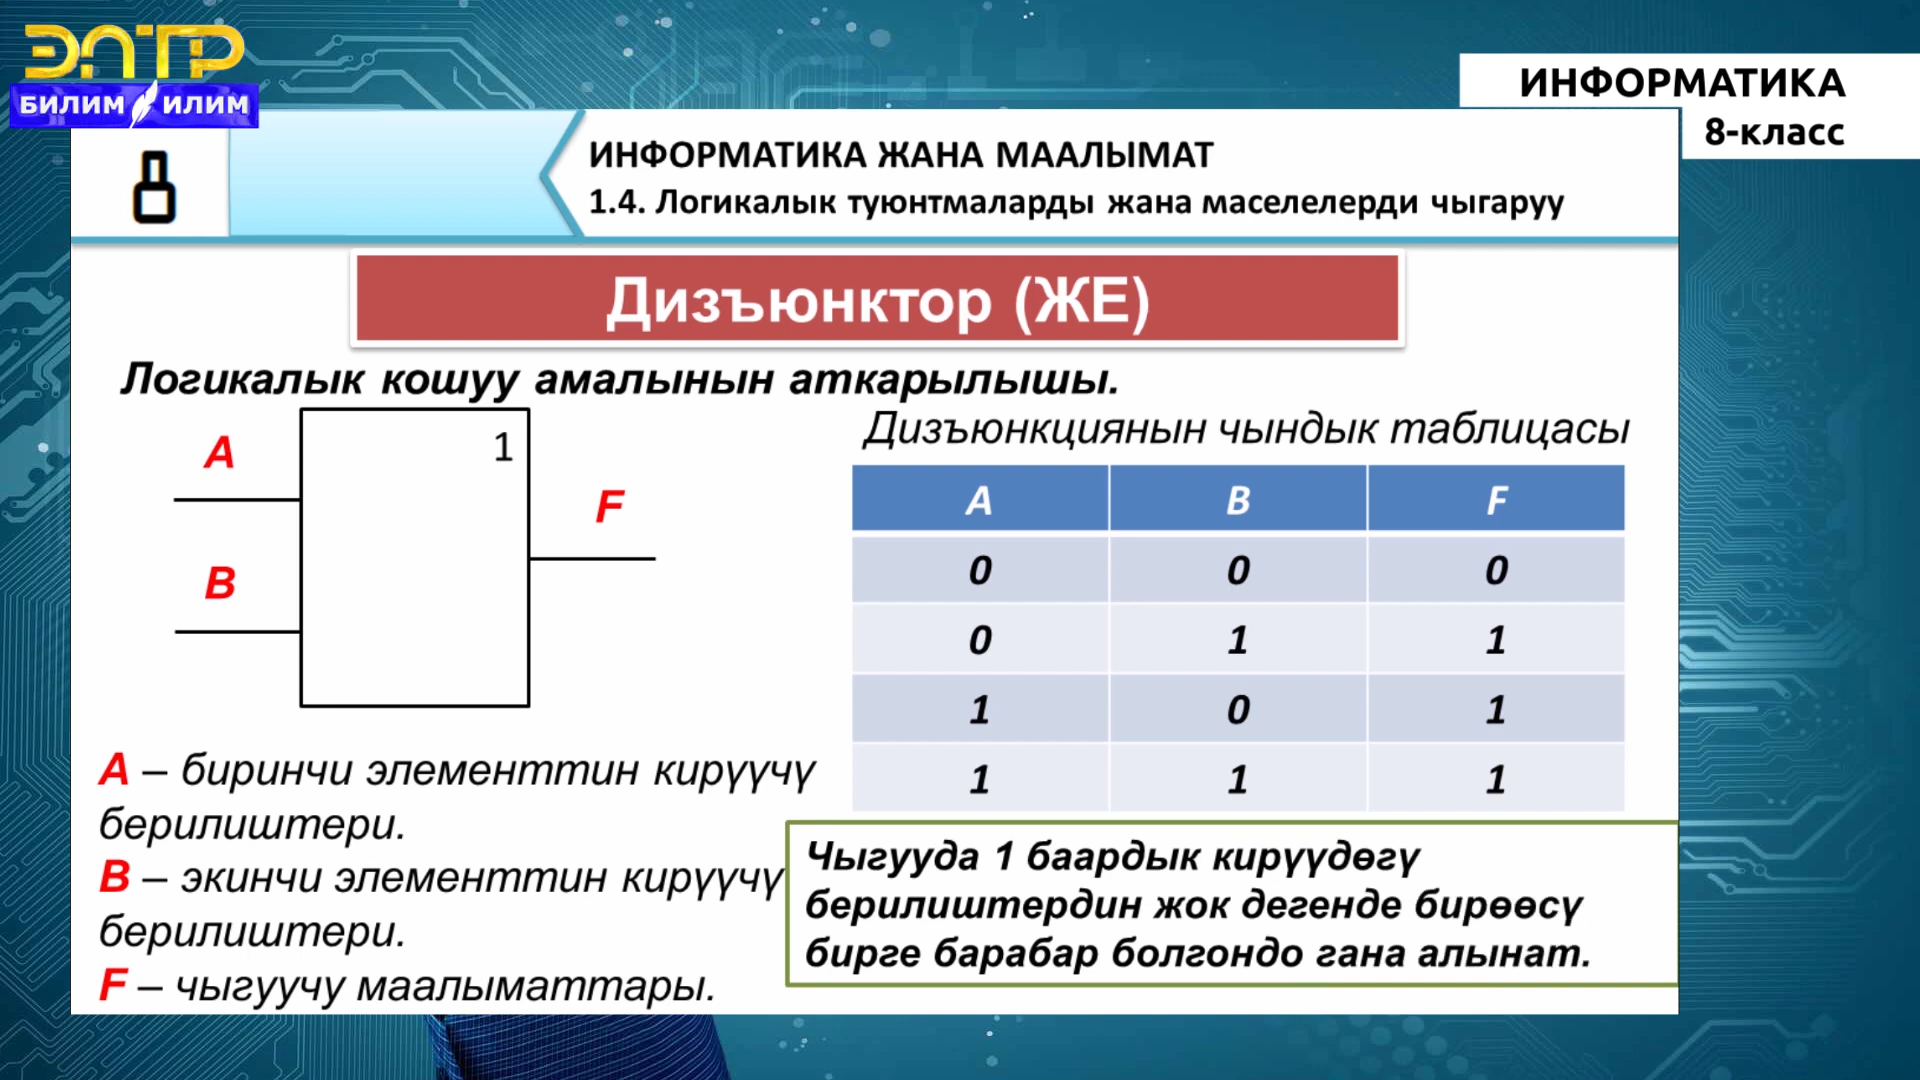 ЭЛТР
БИЛИМ ИЛИМ
ИНФОРМАТИКА
8-класс
ИНФОРМАТИКА ЖАНА МААЛЫМАТ
1.4. Логикалык туюнтмаларды жана маселелерди чыгаруу
Дизъюнктор (ЖЕ)
Логикалык кошуу амалынын аткарылышы.
A
B
1
F
Дизъюнкциянын чындык таблицасы
A B F
0 0 0
0 1 1
1 0 1
1 1 1
A – биринчи элементтин кирүүчү
берилиштери.
B – экинчи элементтин кирүүчү
берилиштери.
F – чыгуучу маалыматтары.
Чыгууда 1 баардык кирүүдөгү
берилиштердин жок дегенде бирөөсү
бирге барабар болгондо гана алынат.